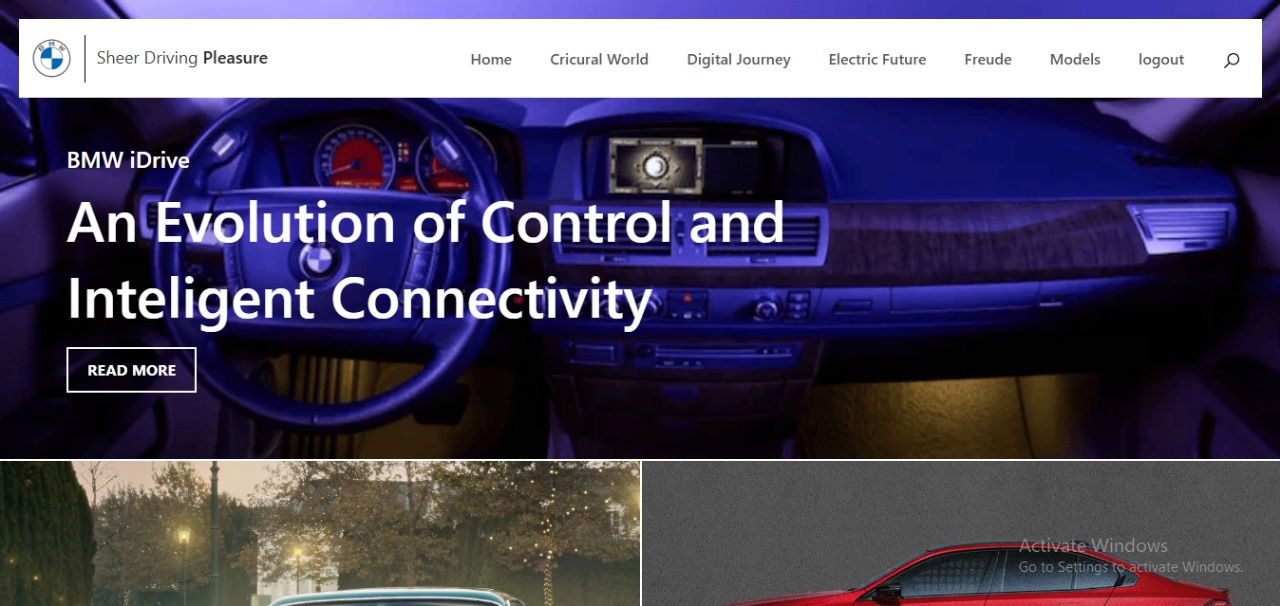 BMW
Sheer Driving Pleasure
Home
Cricural World
Digital Journey
Electric Future
Freude
Models
logout
BMW iDrive
An Evolution of Control and
Inteligent Connectivity
READ MORE
Activate Windows
Go to Settings to activate Windows.